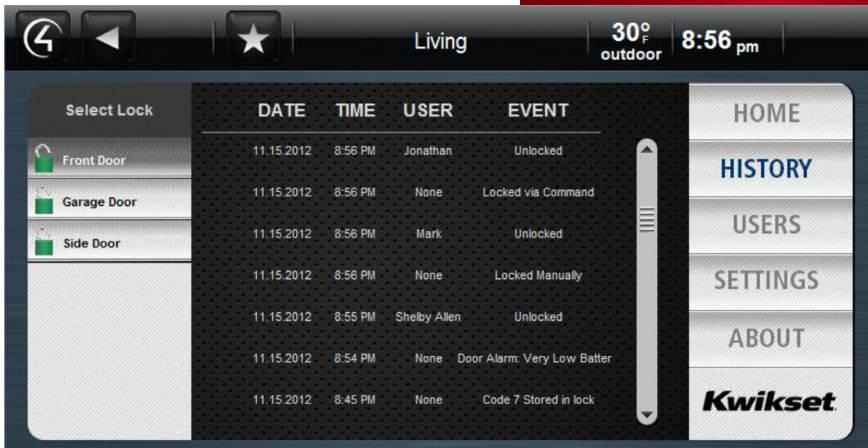 Living
30°F
outdoor
8:56 pm
Select Lock
Front Door
Garage Door
Side Door
DATE TIME USER EVENT
11.15.2012 8:56 PM Jonathan Unlocked
11.15.2012 8:56 PM None Locked via Command
11.15.2012 8:56 PM Mark Unlocked
11.15.2012 8:56 PM None Locked Manually
11.15.2012 8:55 PM Shelby Allen Unlocked
11.15.2012 8:54 PM None Door Alarm: Very Low Batter
11.15.2012 8:45 PM None Code 7 Stored in lock
HOME
HISTORY
USERS
SETTINGS
ABOUT
Kwikset